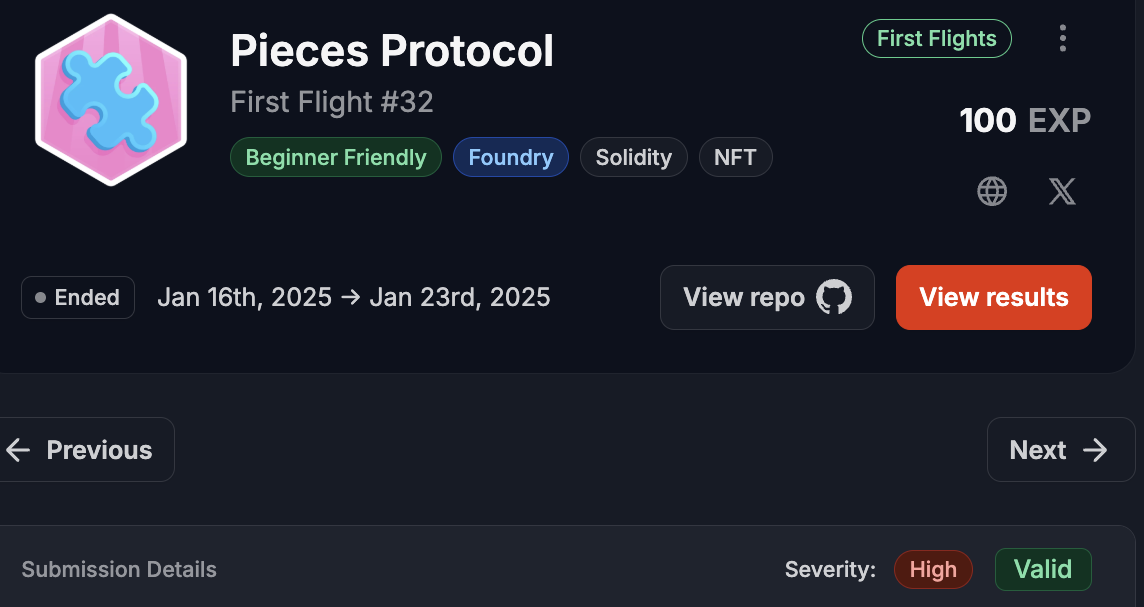 Pieces Protocol
First Flights
First Flight #32
100 EXP
Beginner Friendly Foundry Solidity NFT
Ended Jan 16th, 2025 → Jan 23rd, 2025 View repo View results
← Previous Next →
Submission Details Severity: High Valid